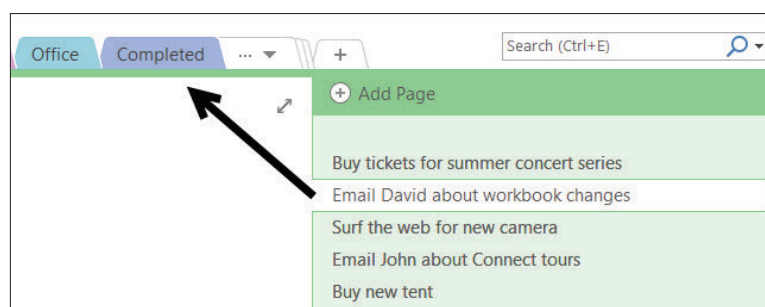 Office Completed ... Search (Ctrl+E)
Add Page
Buy tickets for summer concert series
Email David about workbook changes
Surf the web for new camera
Email John about Connect tours
Buy new tent